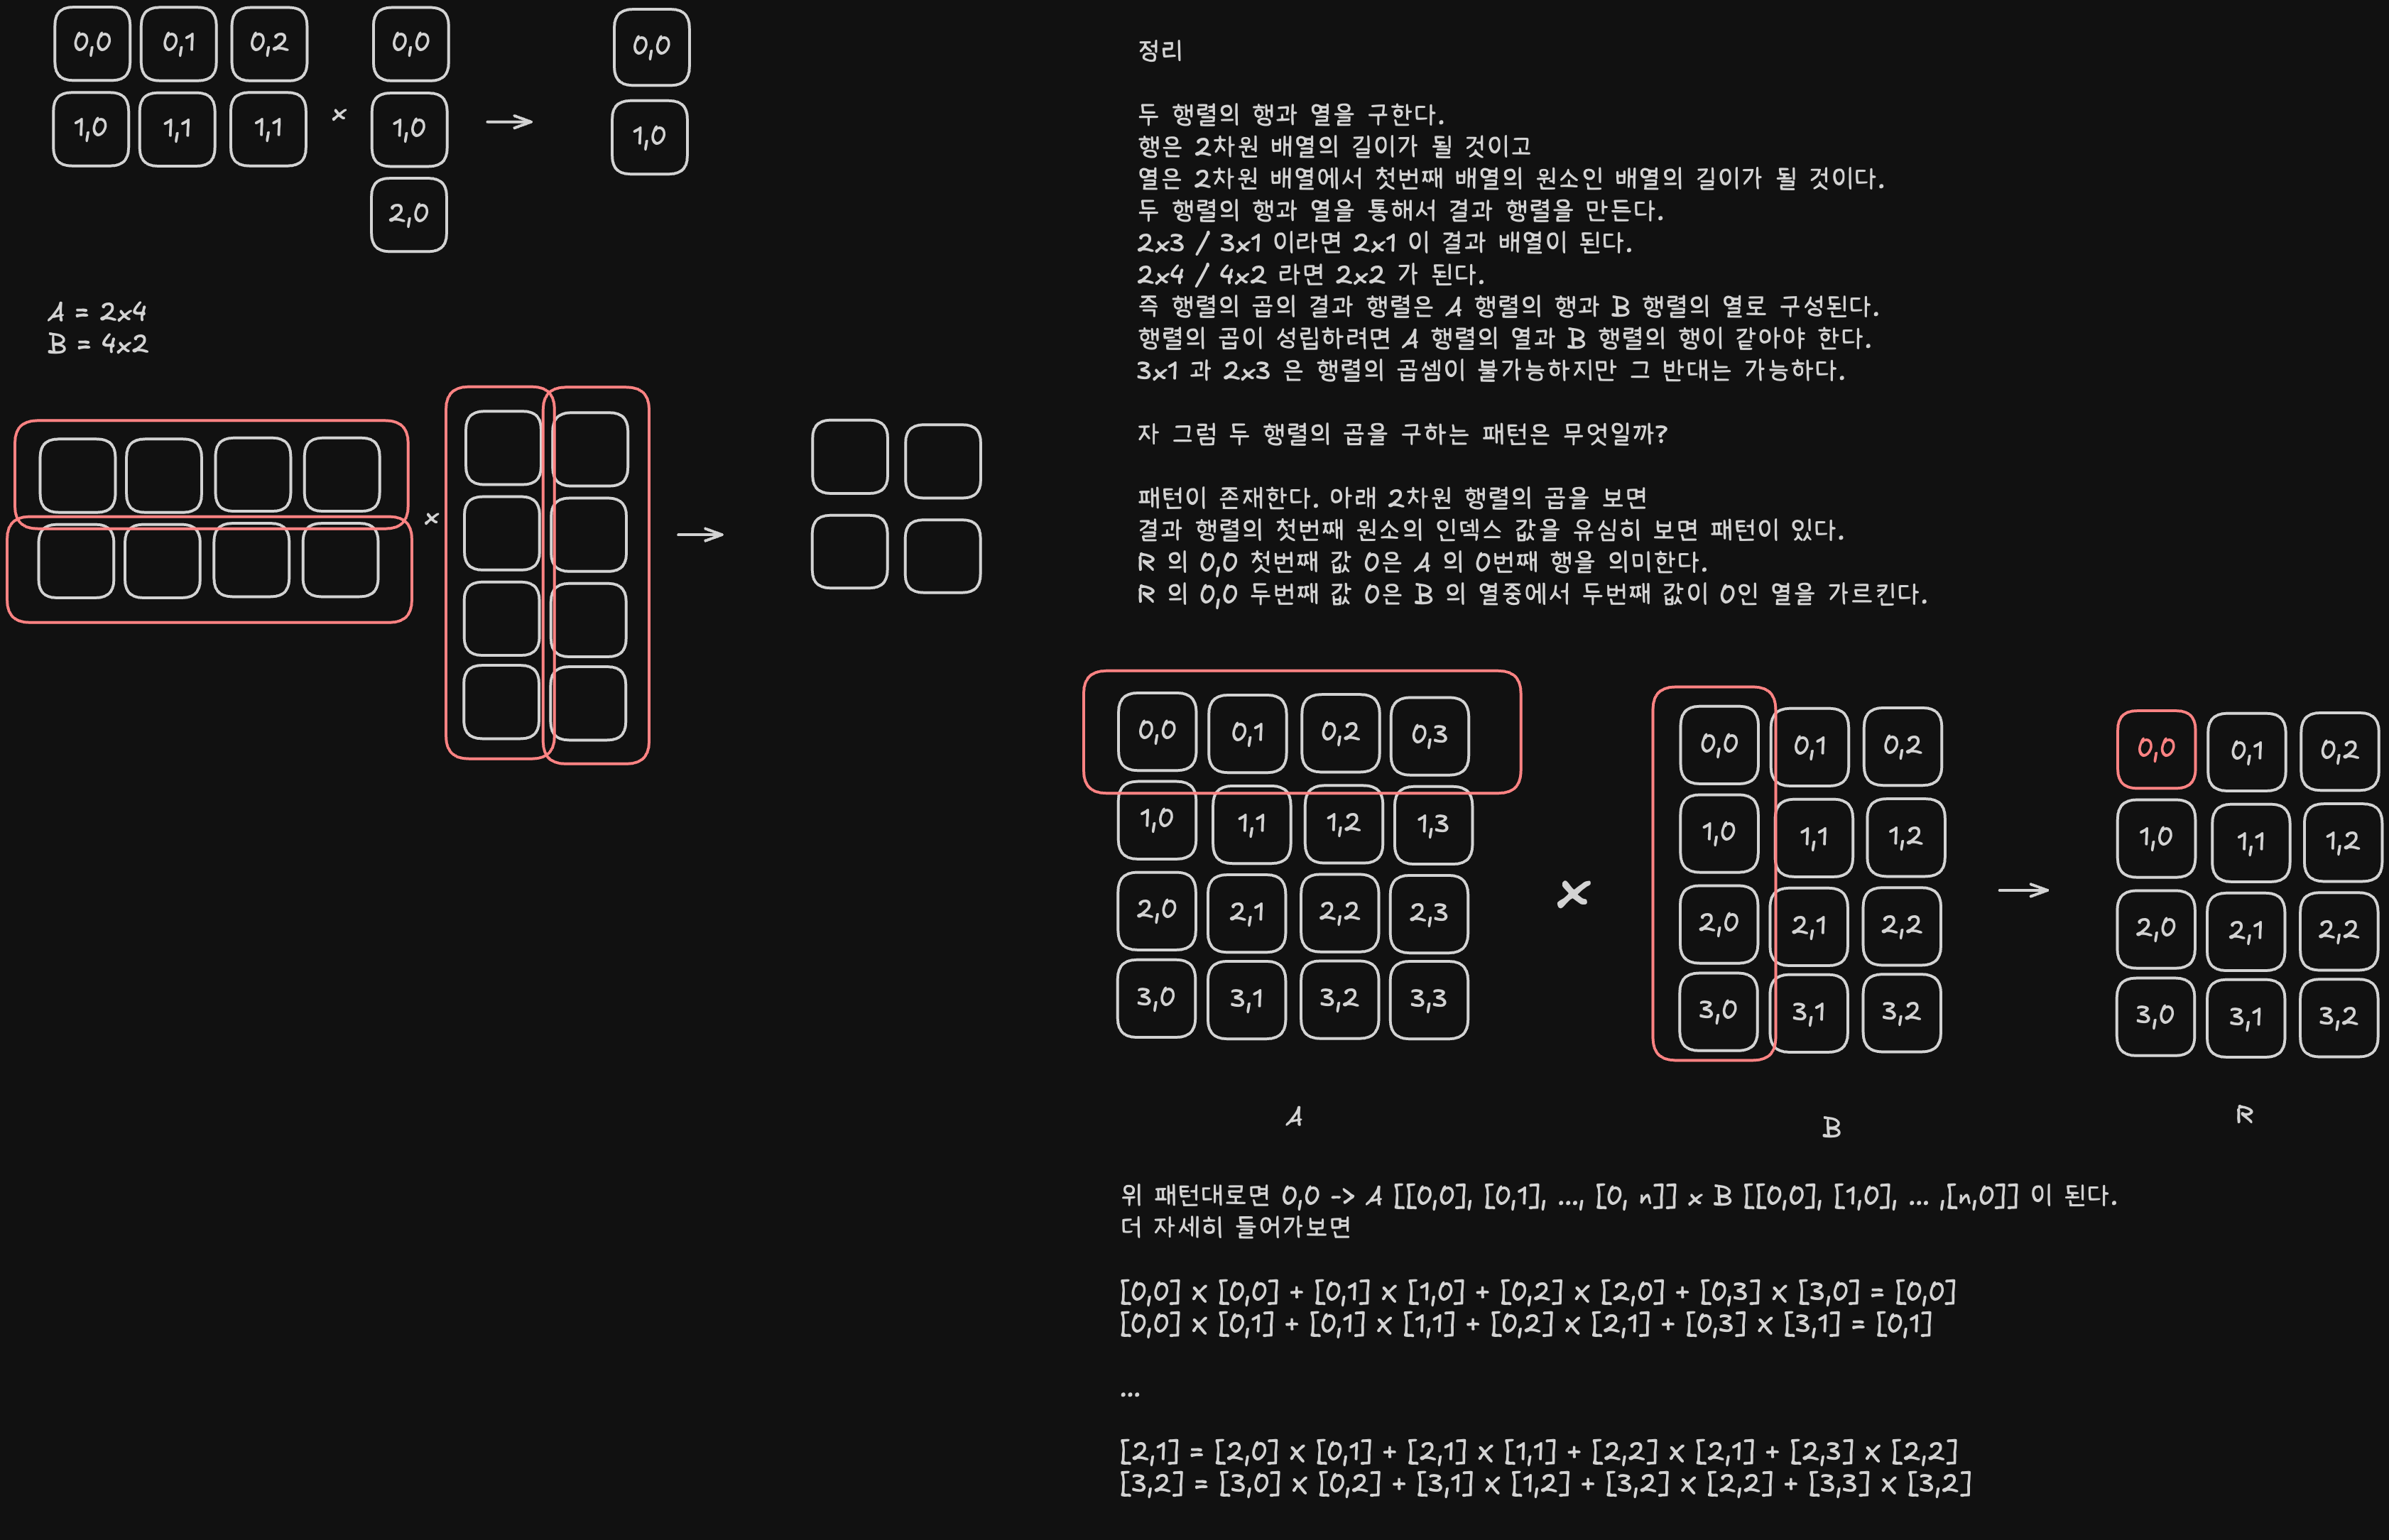 0,0 0,1 0,2
1,0 1,1 1,1
x
0,0
1,0
2,0
0,0
1,0
A = 2x4
B = 4x2
x
정리
두 행렬의 행과 열을 구한다.
행은 2차원 배열의 길이가 될 것이고
열은 2차원 배열에서 첫번째 배열의 원소인 배열의 길이가 될 것이다.
두 행렬의 행과 열을 통해서 결과 행렬을 만든다.
2x3 / 3x1 이라면 2x1 이 결과 배열이 된다.
2x4 / 4x2 라면 2x2 가 된다.
즉 행렬의 곱의 결과 행렬은 A 행렬의 행과 B 행렬의 열로 구성된다.
행렬의 곱이 성립하려면 A 행렬의 열과 B 행렬의 행이 같아야 한다.
3x1 과 2x3 은 행렬의 곱셈이 불가능하지만 그 반대는 가능하다.
자 그럼 두 행렬의 곱을 구하는 패턴은 무엇일까?
패턴이 존재한다. 아래 2차원 행렬의 곱을 보면
결과 행렬의 첫번째 원소의 인덱스 값을 유심히 보면 패턴이 있다.
R 의 0,0 첫번째 값 0은 A 의 0번째 행을 의미한다.
R 의 0,0 두번째 값 0은 B 의 열중에서 두번째 값이 0인 열을 가르킨다.
0,0 0,1 0,2 0,3
1,0 1,1 1,2 1,3
2,0 2,1 2,2 2,3
3,0 3,1 3,2 3,3
A
x
0,0 0,1 0,2
1,0 1,1 1,2
2,0 2,1 2,2
3,0 3,1 3,2
B
0,0 0,1 0,2
1,0 1,1 1,2
2,0 2,1 2,2
3,0 3,1 3,2
R
위 패턴대로면 0,0 -> A [[0,0], [0,1], ..., [0, n]] x B [[0,0], [1,0], ... ,[n,0]] 이 된다.
더 자세히 들어가보면
[0,0] x [0,0] + [0,1] x [1,0] + [0,2] x [2,0] + [0,3] x [3,0] = [0,0]
[0,0] x [0,1] + [0,1] x [1,1] + [0,2] x [2,1] + [0,3] x [3,1] = [0,1]
...
[2,1] = [2,0] x [0,1] + [2,1] x [1,1] + [2,2] x [2,1] + [2,3] x [2,2]
[3,2] = [3,0] x [0,2] + [3,1] x [1,2] + [3,2] x [2,2] + [3,3] x [3,2]